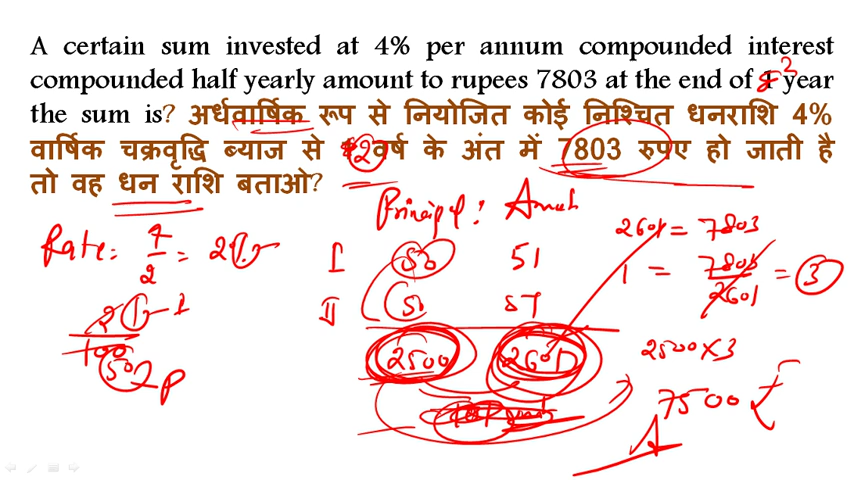 A certain sum invested at 4% per annum compounded interest
compounded half yearly amount to rupees 7803 at the end of 2 year
the sum is? अर्धवार्षिक रूप से नियोजित कोई निश्चित धनराशि 4%
वार्षिक चक्रवृद्धि ब्याज से 2 वर्ष के अंत में 7803 रुपए हो जाती है
तो वह धन राशि बताओ?
Principal: Amount
Rate = 4/2 = 2%
I 50 51
II 50 51
2500 2601
2/100
50 P
2601 = 7803
1 = 7803/2601 = 3
2500 X 3
7500 ₹